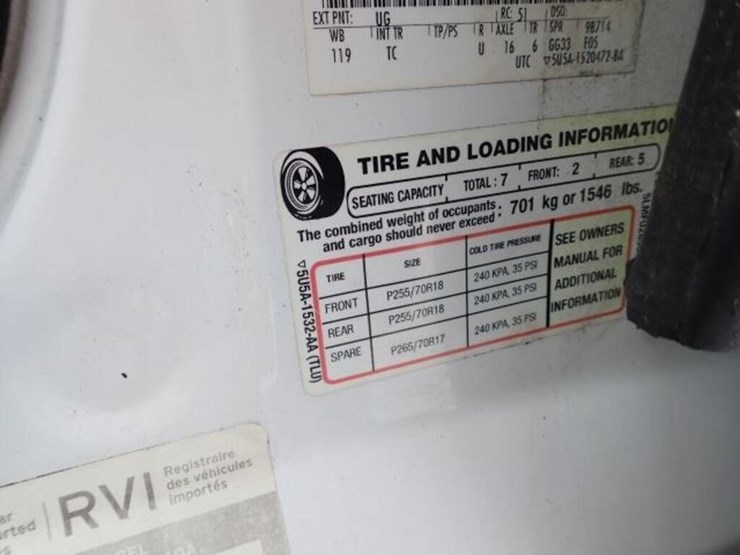 EXT PNT: UG RC: 51 DSO:
WB INT TR TP/PS R AXLE TR SPR 9B714
119 TC U 16 6 GG33 F05
UTC ▽5U5A-1520472-BA
TIRE AND LOADING INFORMATIO
SEATING CAPACITY TOTAL: 7 FRONT: 2 REAR: 5
The combined weight of occupants
and cargo should never exceed: 701 kg or 1546 lbs.
TIRE SIZE COLD TIRE PRESSURE SEE OWNERS
MANUAL FOR
ADDITIONAL
INFORMATION
FRONT P255/70R18 240 KPA, 35 PSI
REAR P255/70R18 240 KPA, 35 PSI
SPARE P265/70R17 240 KPA, 35 PSI
▽5U5A-1532-AA (TLU)
RVI
Registraire
des véhicules
importés